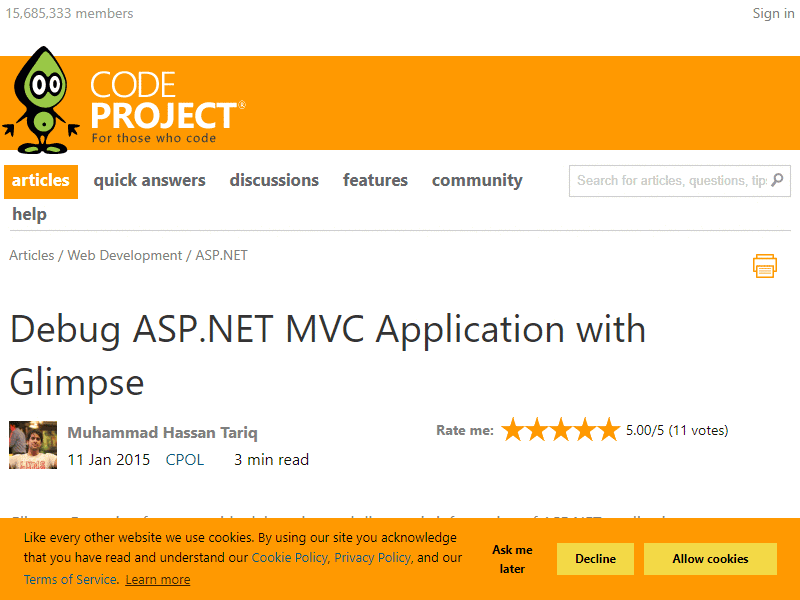 15,685,333 members
Sign in
CODE
PROJECT®
For those who code
articles quick answers discussions features community
Search for articles, questions, tips
help
Articles / Web Development / ASP.NET
Debug ASP.NET MVC Application with
Glimpse
Muhammad Hassan Tariq
Rate me: 5.00/5 (11 votes)
11 Jan 2015 CPOL 3 min read
Like every other website we use cookies. By using our site you acknowledge
that you have read and understand our Cookie Policy, Privacy Policy, and our
Terms of Service. Learn more
Ask me
later
Decline
Allow cookies